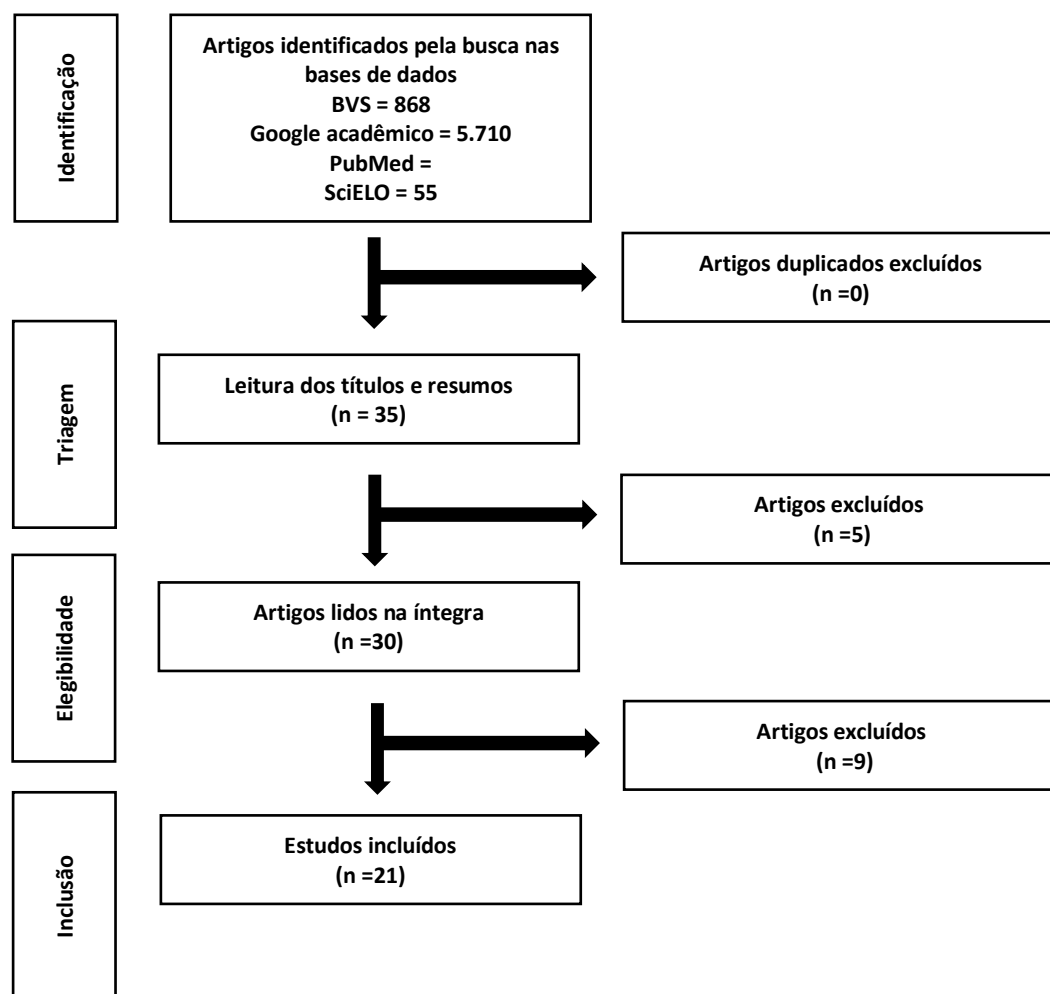 Identificação
Artigos identificados pela busca nas
bases de dados
BVS = 868
Google acadêmico = 5.710
PubMed =
SciELO = 55
Artigos duplicados excluídos
(n =0)
Triagem
Leitura dos títulos e resumos
(n = 35)
Artigos excluídos
(n =5)
Elegibilidade
Artigos lidos na íntegra
(n =30)
Artigos excluídos
(n =9)
Inclusão
Estudos incluídos
(n =21)